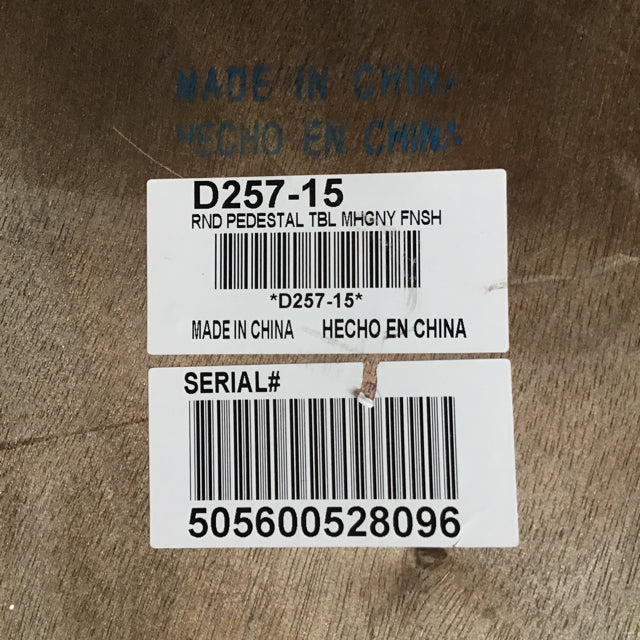 MADE IN CHINA
HECHO EN CHINA
D257-15
RND PEDESTAL TBL MHGNY FNSH
*D257-15*
MADE IN CHINA HECHO EN CHINA
SERIAL#
505600528096